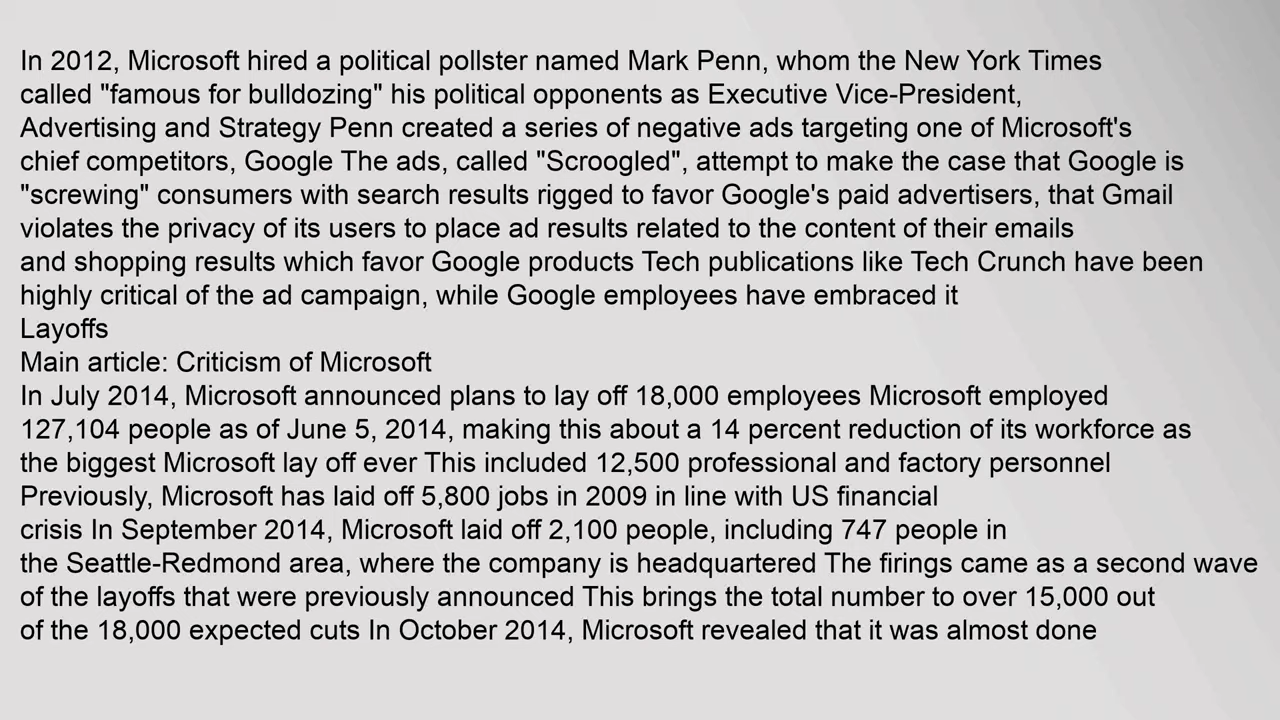 In 2012, Microsoft hired a political pollster named Mark Penn, whom the New York Times
called "famous for bulldozing" his political opponents as Executive Vice-President,
Advertising and Strategy Penn created a series of negative ads targeting one of Microsoft's
chief competitors, Google The ads, called "Scroogled", attempt to make the case that Google is
"screwing" consumers with search results rigged to favor Google's paid advertisers, that Gmail
violates the privacy of its users to place ad results related to the content of their emails
and shopping results which favor Google products Tech publications like Tech Crunch have been
highly critical of the ad campaign, while Google employees have embraced it
Layoffs
Main article: Criticism of Microsoft
In July 2014, Microsoft announced plans to lay off 18,000 employees Microsoft employed
127,104 people as of June 5, 2014, making this about a 14 percent reduction of its workforce as
the biggest Microsoft lay off ever This included 12,500 professional and factory personnel
Previously, Microsoft has laid off 5,800 jobs in 2009 in line with US financial
crisis In September 2014, Microsoft laid off 2,100 people, including 747 people in
the Seattle-Redmond area, where the company is headquartered The firings came as a second wave
of the layoffs that were previously announced This brings the total number to over 15,000 out
of the 18,000 expected cuts In October 2014, Microsoft revealed that it was almost done